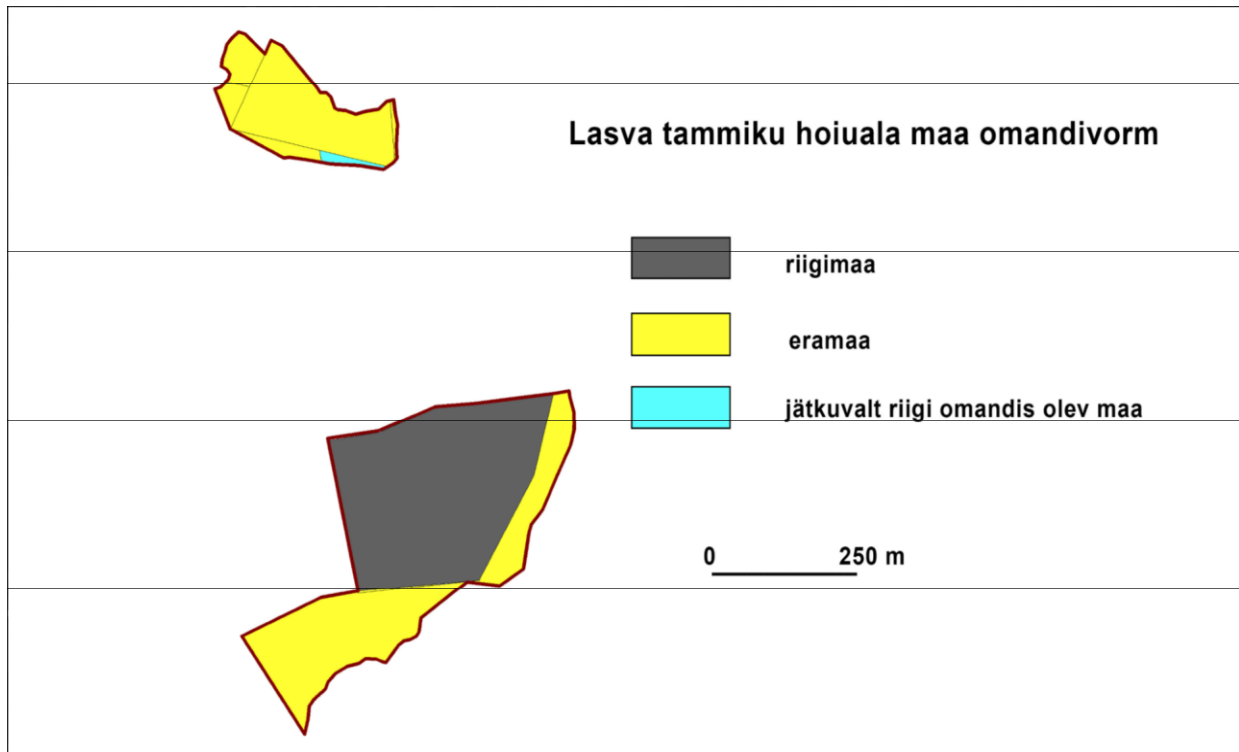 Lasva tammiku hoiuala maa omandivorm
riigimaa
eramaa
jätkuvalt riigi omandis olev maa
0 250 m